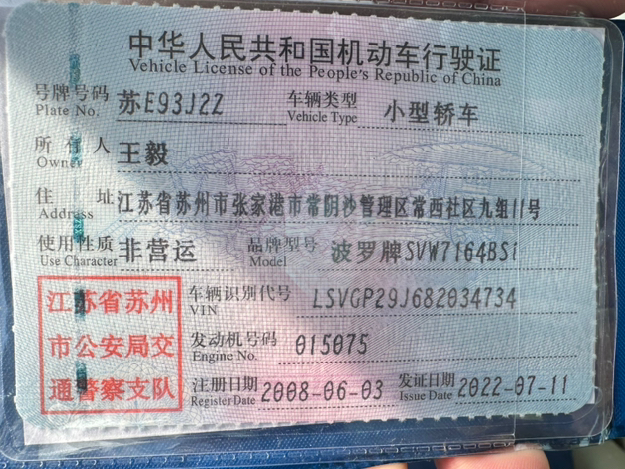 中华人民共和国机动车行驶证
Vehicle License of the People's Republic of China
号牌号码 苏E93J2Z 车辆类型 小型轿车
Plate No. Vehicle Type
所有人 王毅
Owner
住址 江苏省苏州市张家港市常阴沙管理区常西社区九组11号
Address
使用性质 非营运 品牌型号 波罗牌SVW7164BSi
Use Character Model
江苏省苏州
市公安局交
通警察支队
车辆识别代号 LSVGP29J682034734
VIN
发动机号码 015075
Engine No.
注册日期 2008-06-03 发证日期 2022-07-11
Register Date Issue Date